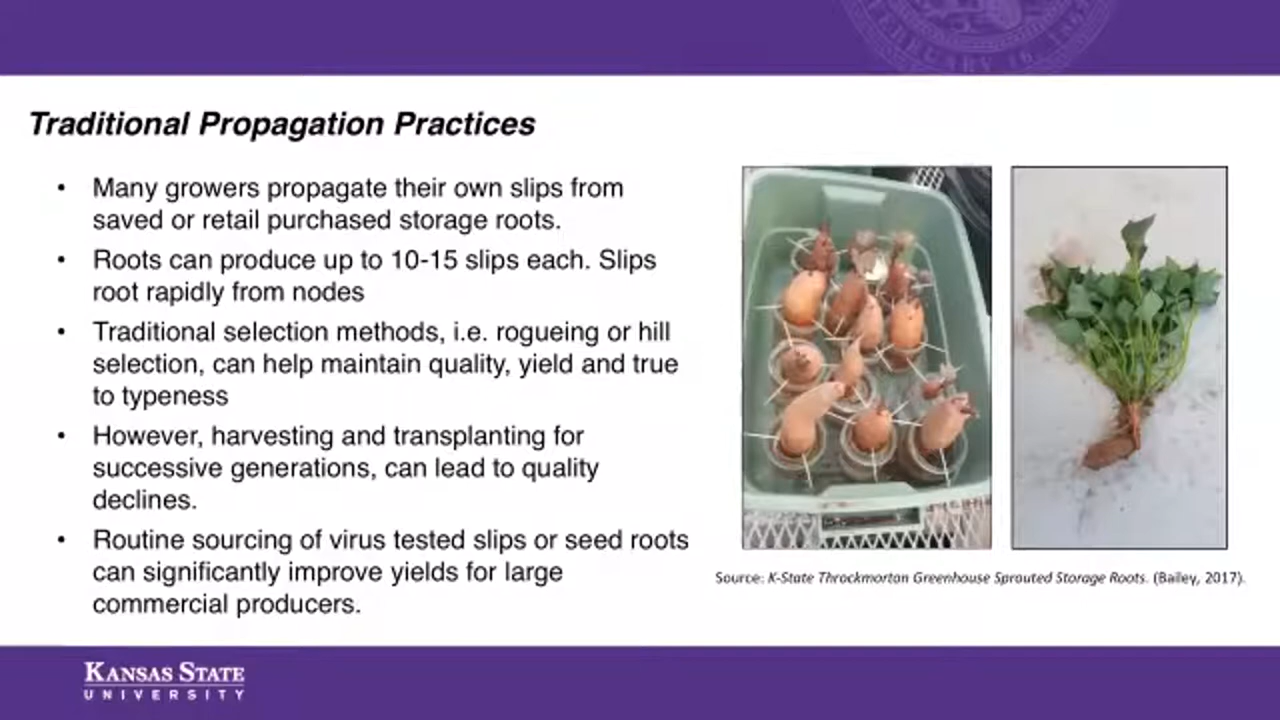 FEBRUARY 16, 1863
Traditional Propagation Practices
• Many growers propagate their own slips from
saved or retail purchased storage roots.
• Roots can produce up to 10-15 slips each. Slips
root rapidly from nodes
• Traditional selection methods, i.e. rogueing or hill
selection, can help maintain quality, yield and true
to typeness
• However, harvesting and transplanting for
successive generations, can lead to quality
declines.
• Routine sourcing of virus tested slips or seed roots
can significantly improve yields for large
commercial producers.
Source: K-State Throckmorton Greenhouse Sprouted Storage Roots. (Bailey, 2017).
KANSAS STATE
UNIVERSITY